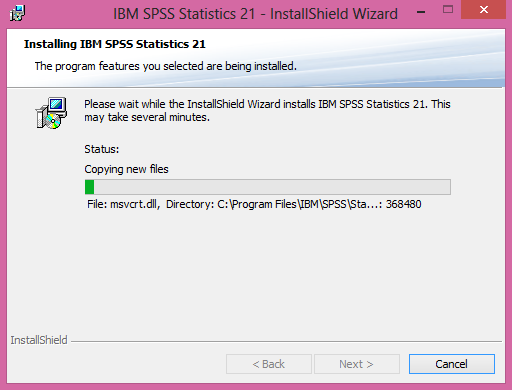 IBM SPSS Statistics 21 - InstallShield Wizard
Installing IBM SPSS Statistics 21
The program features you selected are being installed.
Please wait while the InstallShield Wizard installs IBM SPSS Statistics 21. This
may take several minutes.
Status:
Copying new files
File: msvcrt.dll, Directory: C:\Program Files\IBM\SPSS\Sta...: 368480
InstallShield
< Back
Next >
Cancel